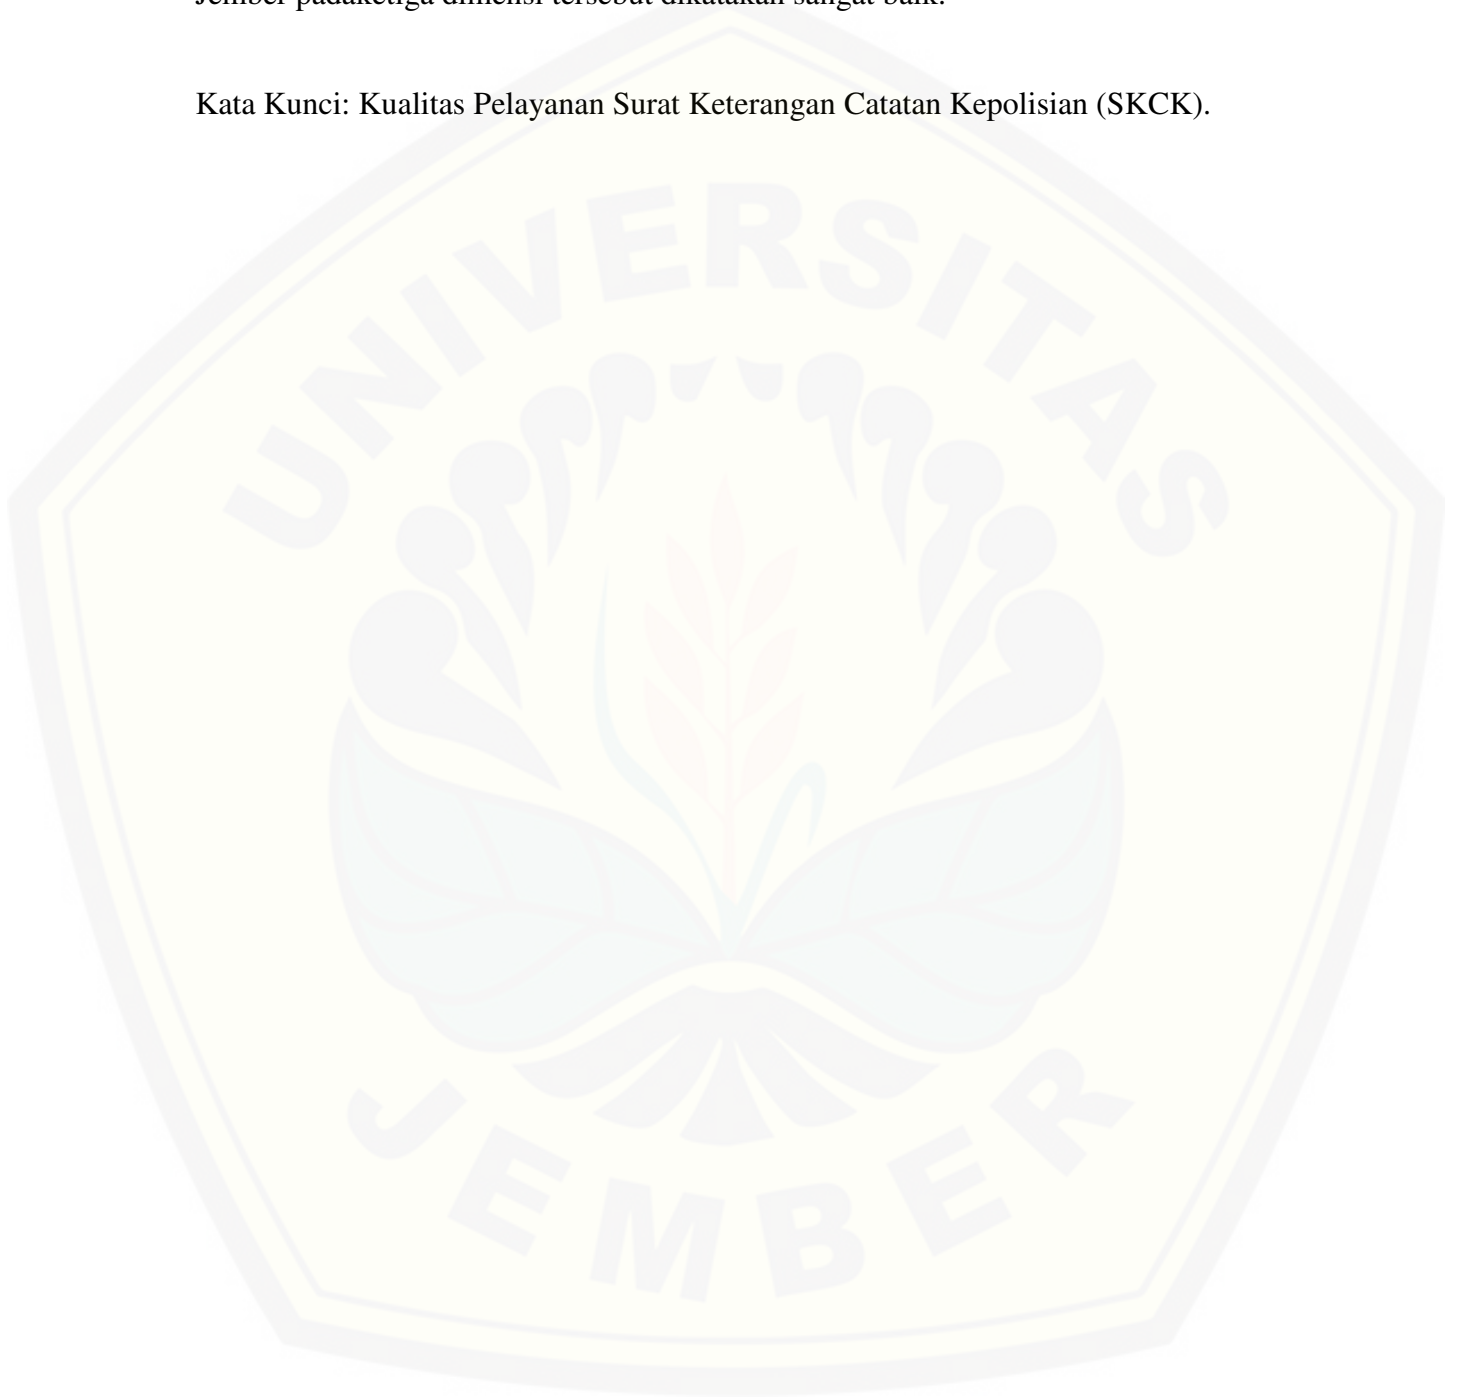 Jember padaketiga dimensi tersebut dikatakan sangat baik.
Kata Kunci: Kualitas Pelayanan Surat Keterangan Catatan Kepolisian (SKCK).
UNIVERSITAS
JEMBER